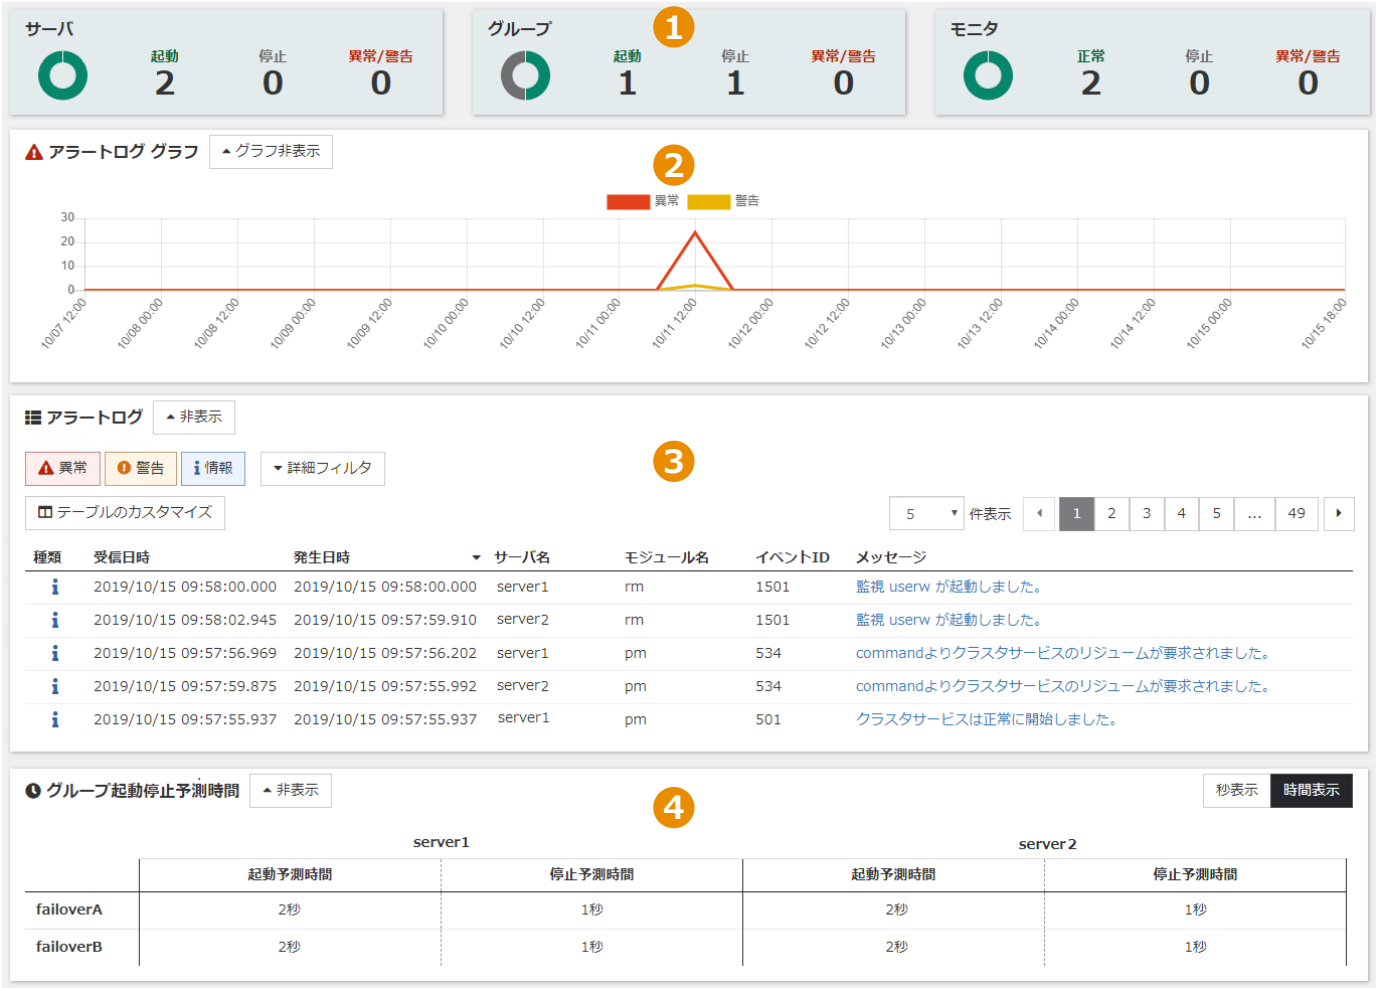 サーバ
起動 停止 異常/警告
2 0 0
グループ
1
起動 停止 異常/警告
1 1 0
モニタ
正常 停止 異常/警告
2 0 0
アラートログ グラフ グラフ非表示
2
異常 警告
30
20
10
0
10/07 12:00 10/08 00:00 10/08 12:00 10/09 00:00 10/09 12:00 10/10 00:00 10/10 12:00 10/11 00:00 10/11 12:00 10/12 00:00 10/12 12:00 10/13 00:00 10/13 12:00 10/14 00:00 10/14 12:00 10/15 00:00 10/15 18:00
アラートログ 非表示
3
異常 警告 情報 詳細フィルタ
テーブルのカスタマイズ 5 件表示 1 2 3 4 5 ... 49
種類 受信日時 発生日時 サーバ名 モジュール名 イベントID メッセージ
2019/10/15 09:58:00.000 2019/10/15 09:58:00.000 server1 rm 1501 監視 userw が起動しました。
2019/10/15 09:58:02.945 2019/10/15 09:57:59.910 server2 rm 1501 監視 userw が起動しました。
2019/10/15 09:57:56.969 2019/10/15 09:57:56.202 server1 pm 534 commandよりクラスタサービスのリジュームが要求されました。
2019/10/15 09:57:59.875 2019/10/15 09:57:55.992 server2 pm 534 commandよりクラスタサービスのリジュームが要求されました。
2019/10/15 09:57:55.937 2019/10/15 09:57:55.937 server1 pm 501 クラスタサービスは正常に開始しました。
グループ起動停止予測時間 非表示 秒表示 時間表示
4
server1 server2
起動予測時間 停止予測時間 起動予測時間 停止予測時間
failoverA 2秒 1秒 2秒 1秒
failoverB 2秒 1秒 2秒 1秒